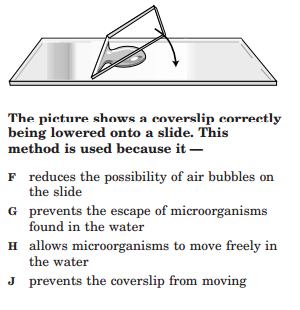 The picture shows a coverslip correctly
being lowered onto a slide. This
method is used because it —
F reduces the possibility of air bubbles on
the slide
G prevents the escape of microorganisms
found in the water
H allows microorganisms to move freely in
the water
J prevents the coverslip from moving